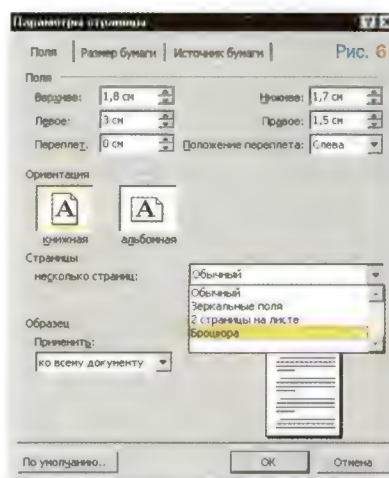 Параметры страницы
Поля Размер бумаги Источник бумаги Рис. 6
Поля
Верхнее: 1,8 см Нижнее: 1,7 см
Левое: 3 см Правое: 1,5 см
Переплет: 0 см Положение переплета: Слева
Ориентация
A A
книжная альбомная
Страницы
несколько страниц: Обычный
Обычный
Зеркальные поля
2 страницы на листе
Брошюра
Образец
Применить:
ко всему документу
По умолчанию.. ОК Отмена